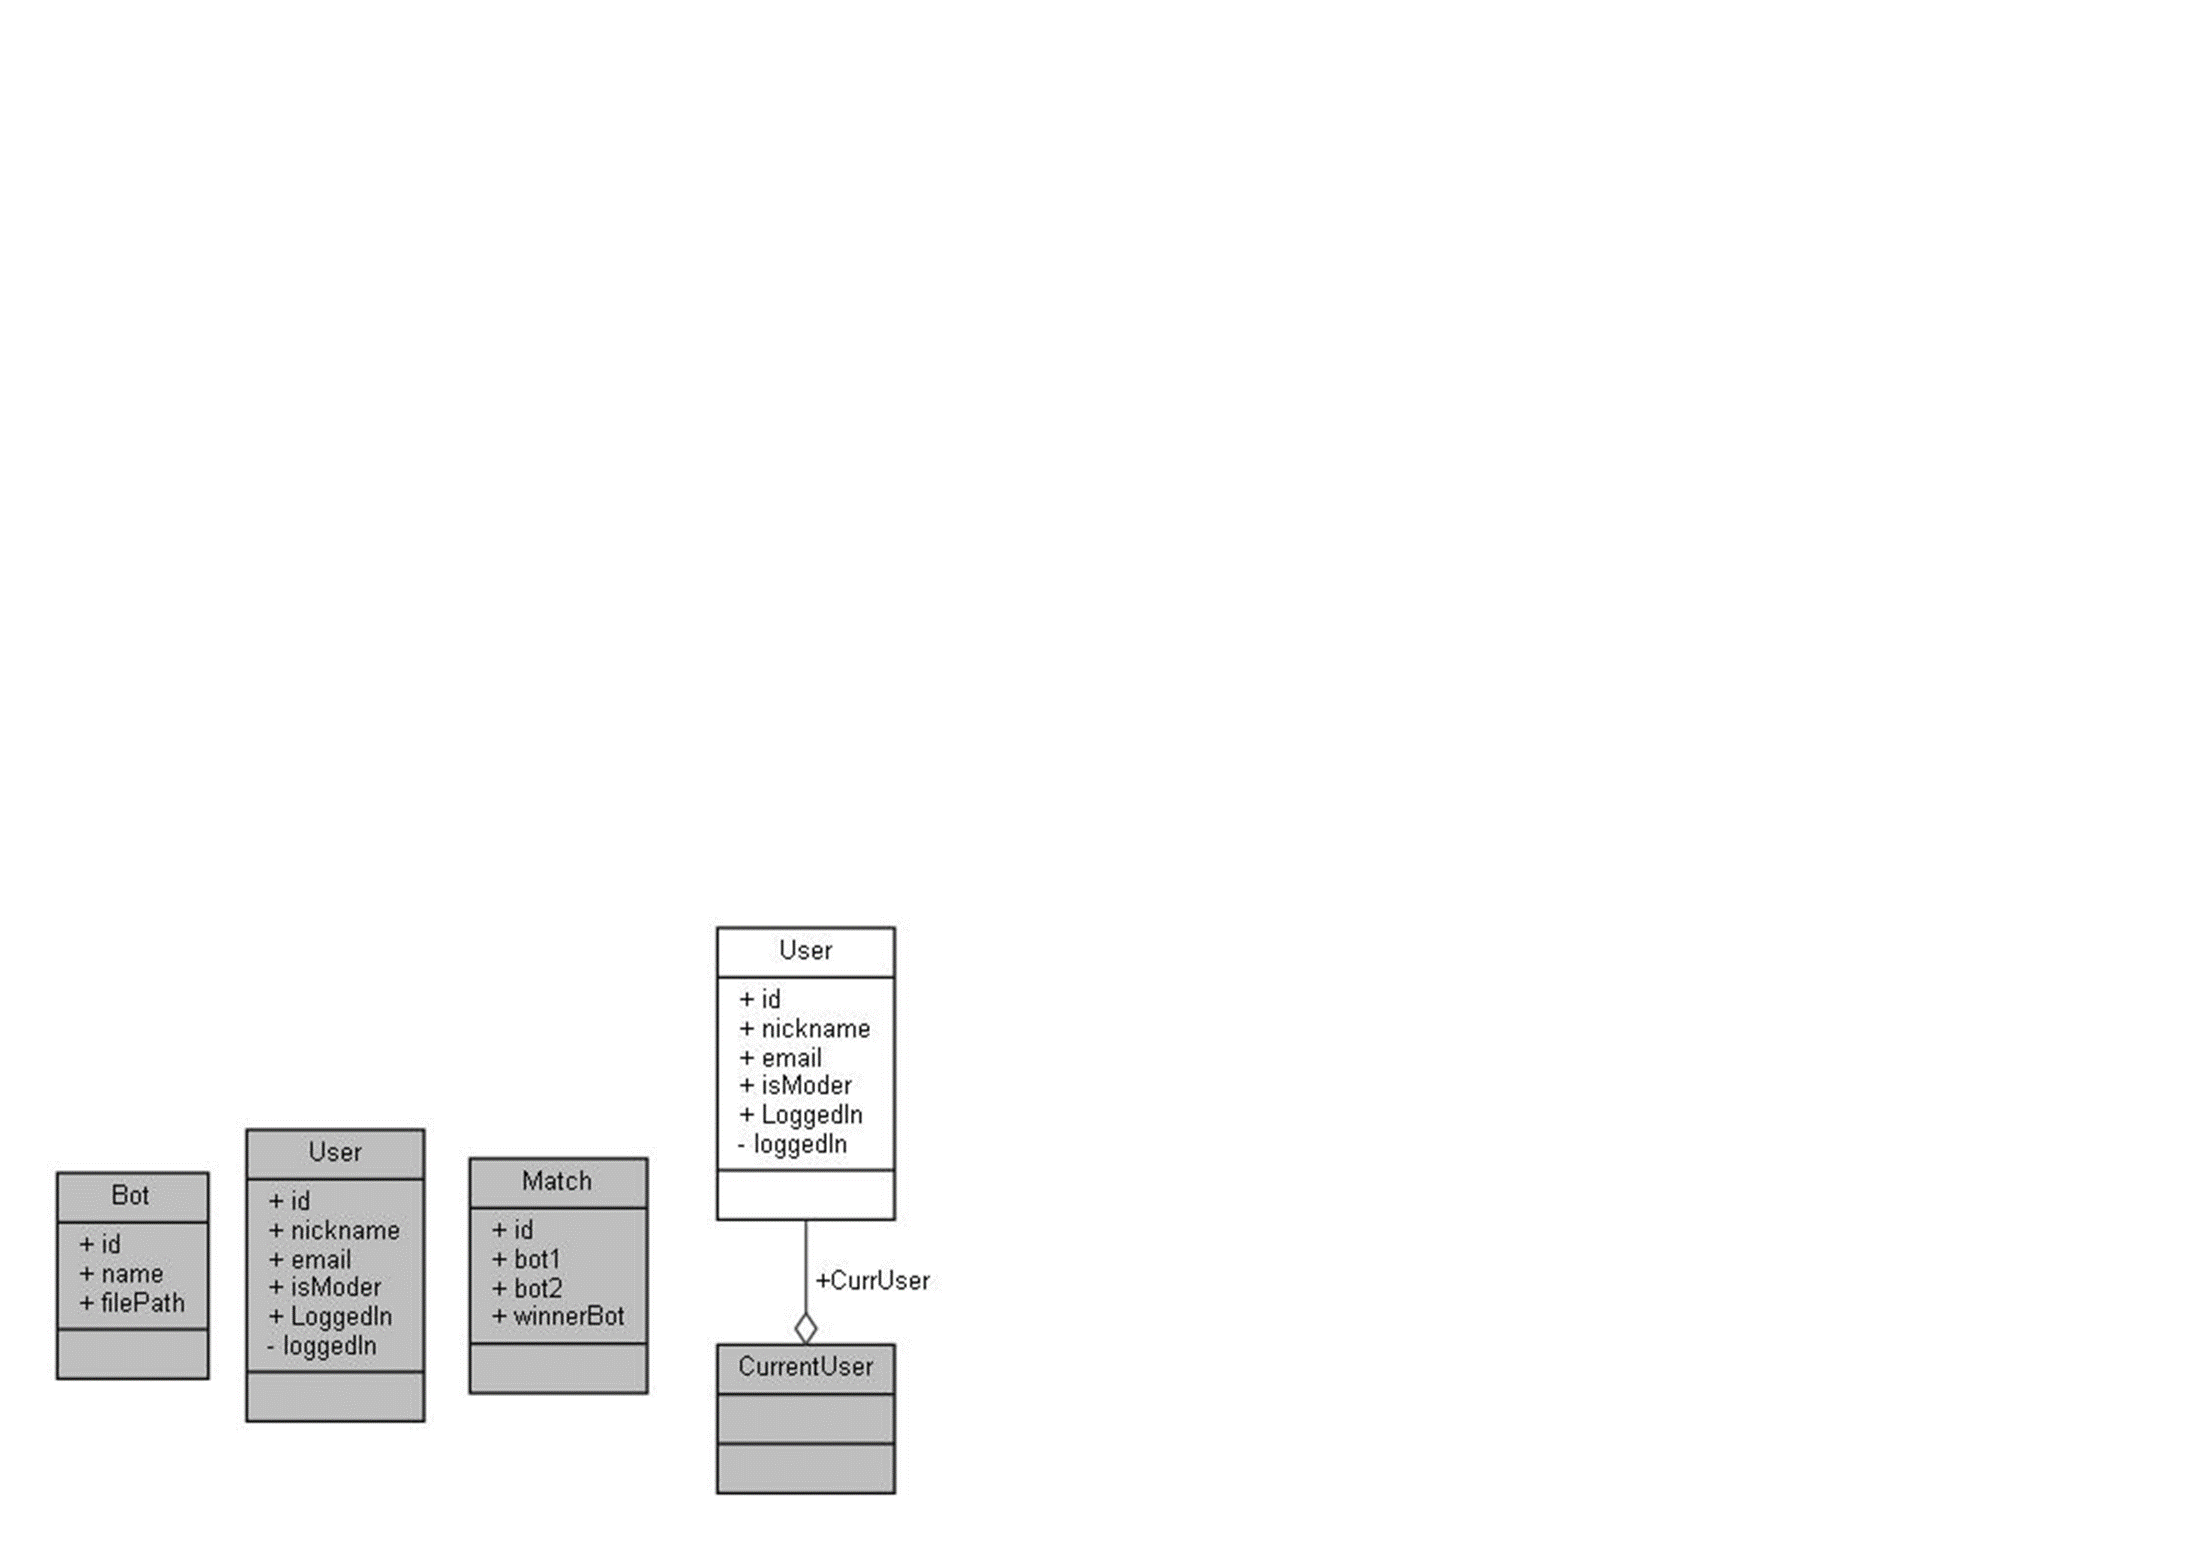 Bot
+ id
+ name
+ filePath
User
+ id
+ nickname
+ email
+ isModer
+ LoggedIn
- loggedIn
Match
+ id
+ bot1
+ bot2
+ winnerBot
User
+ id
+ nickname
+ email
+ isModer
+ LoggedIn
- loggedIn
+CurrUser
CurrentUser